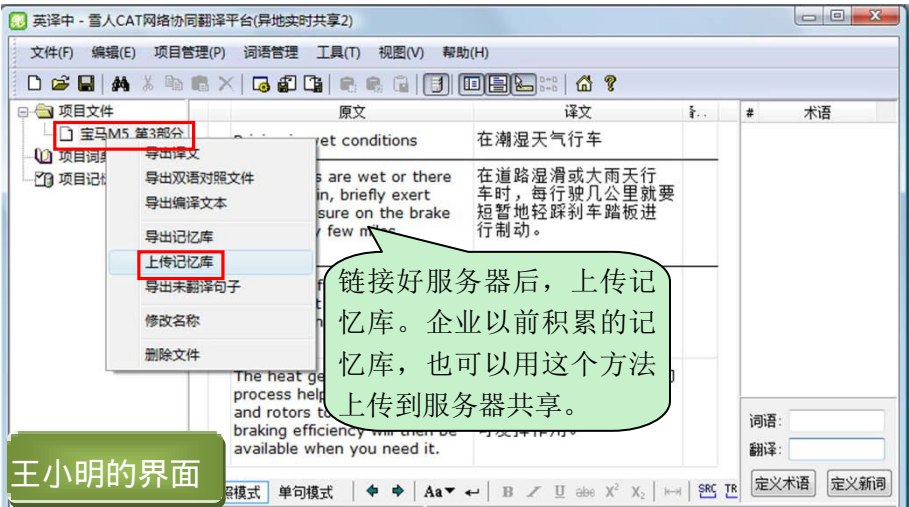 英译中 - 雪人CAT网络协同翻译平台(异地实时共享2)
文件(F) 编辑(E) 项目管理(P) 词语管理 工具(T) 视图(V) 帮助(H)
项目文件
宝马M5 第3部分
项目词
项目记忆
导出译文
导出双语对照文件
导出编译文本
导出记忆库
上传记忆库
导出未翻译句子
修改名称
删除文件
原文
译文
# 术语
wet conditions
在潮湿天气行车
s are wet or there
in, briefly exert
sure on the brake
few miles
在道路湿滑或大雨天行
车时，每行驶几公里就要
短暂地轻踩刹车踏板进
行制动。
链接好服务器后，上传记
忆库。企业以前积累的记
忆库，也可以用这个方法
上传到服务器共享。
The heat ge
process help
and rotors to
braking efficiency will then be
available when you need it.
词语:
翻译:
定义术语 定义新词
王小明的界面
照模式 单句模式 Aa B Z U abe X² X₂ SRC TR